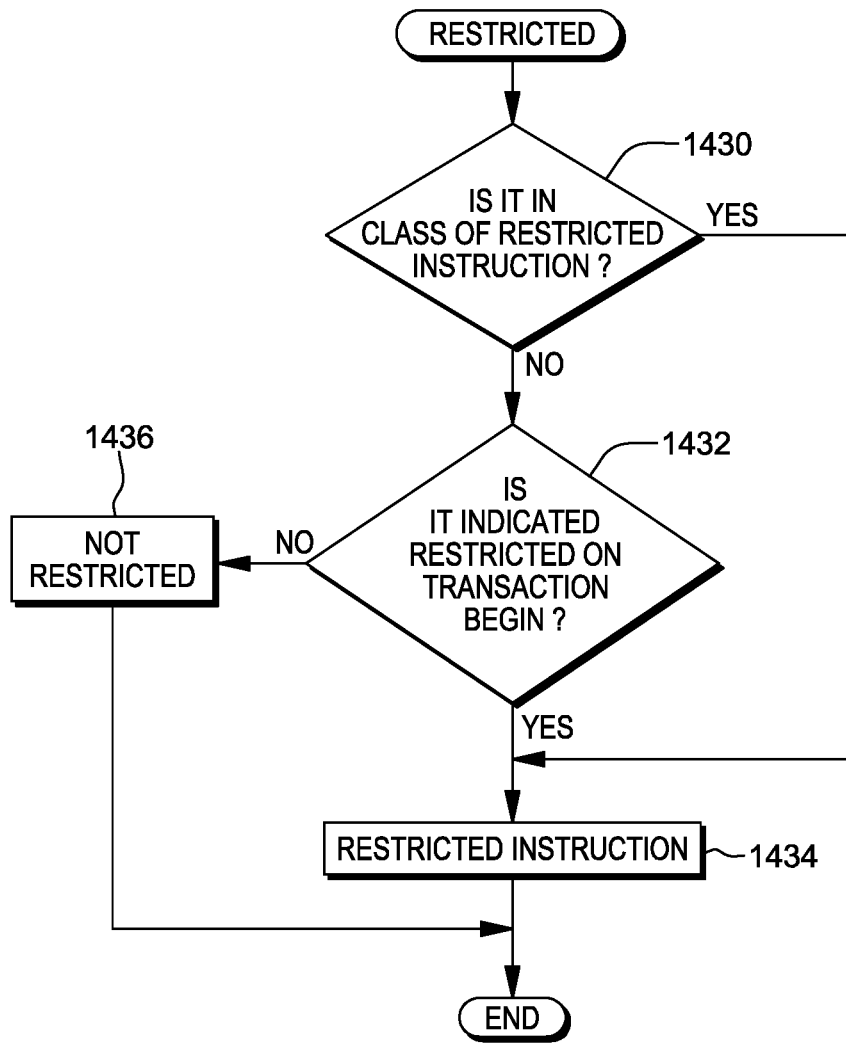 RESTRICTED
1430
IS IT IN
CLASS OF RESTRICTED
INSTRUCTION ?
YES
NO
1432
IS
IT INDICATED
RESTRICTED ON
TRANSACTION
BEGIN ?
1436
NOT
RESTRICTED
NO
YES
RESTRICTED INSTRUCTION
1434
END